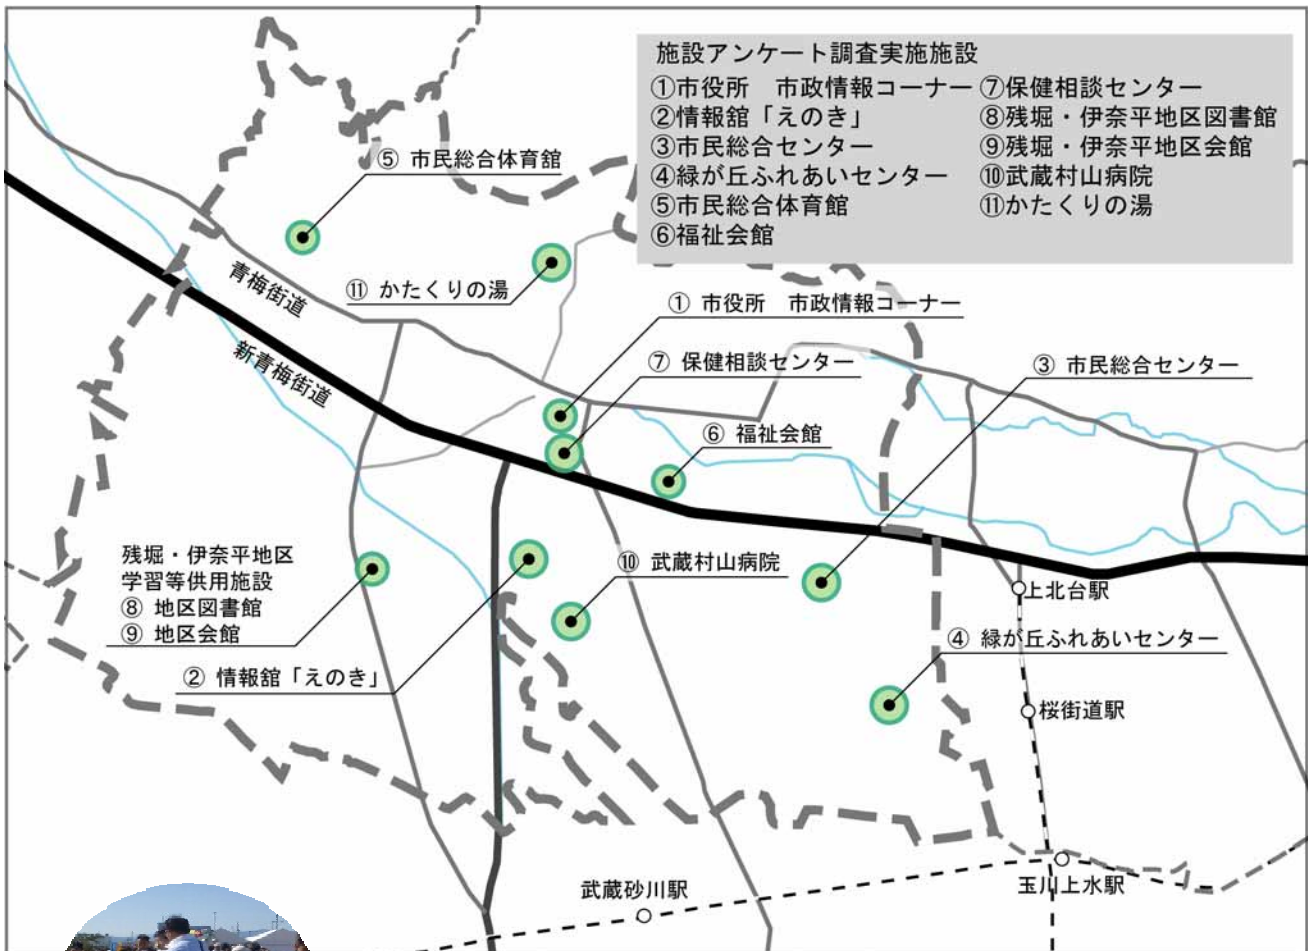 施設アンケート調査実施施設
①市役所　市政情報コーナー
②情報舘「えのき」
③市民総合センター
④緑が丘ふれあいセンター
⑤市民総合体育館
⑥福祉会館
⑦保健相談センター
⑧残堀・伊奈平地区図書館
⑨残堀・伊奈平地区会館
⑩武蔵村山病院
⑪かたくりの湯
⑤ 市民総合体育舘
青梅街道
⑪ かたくりの湯
① 市役所　市政情報コーナー
新青梅街道
⑦ 保健相談センター
③ 市民総合センター
⑥ 福祉会館
残堀・伊奈平地区
学習等供用施設
⑧ 地区図書館
⑨ 地区会館
⑩ 武蔵村山病院
上北台駅
④ 緑が丘ふれあいセンター
② 情報舘「えのき」
桜街道駅
武蔵砂川駅
玉川上水駅